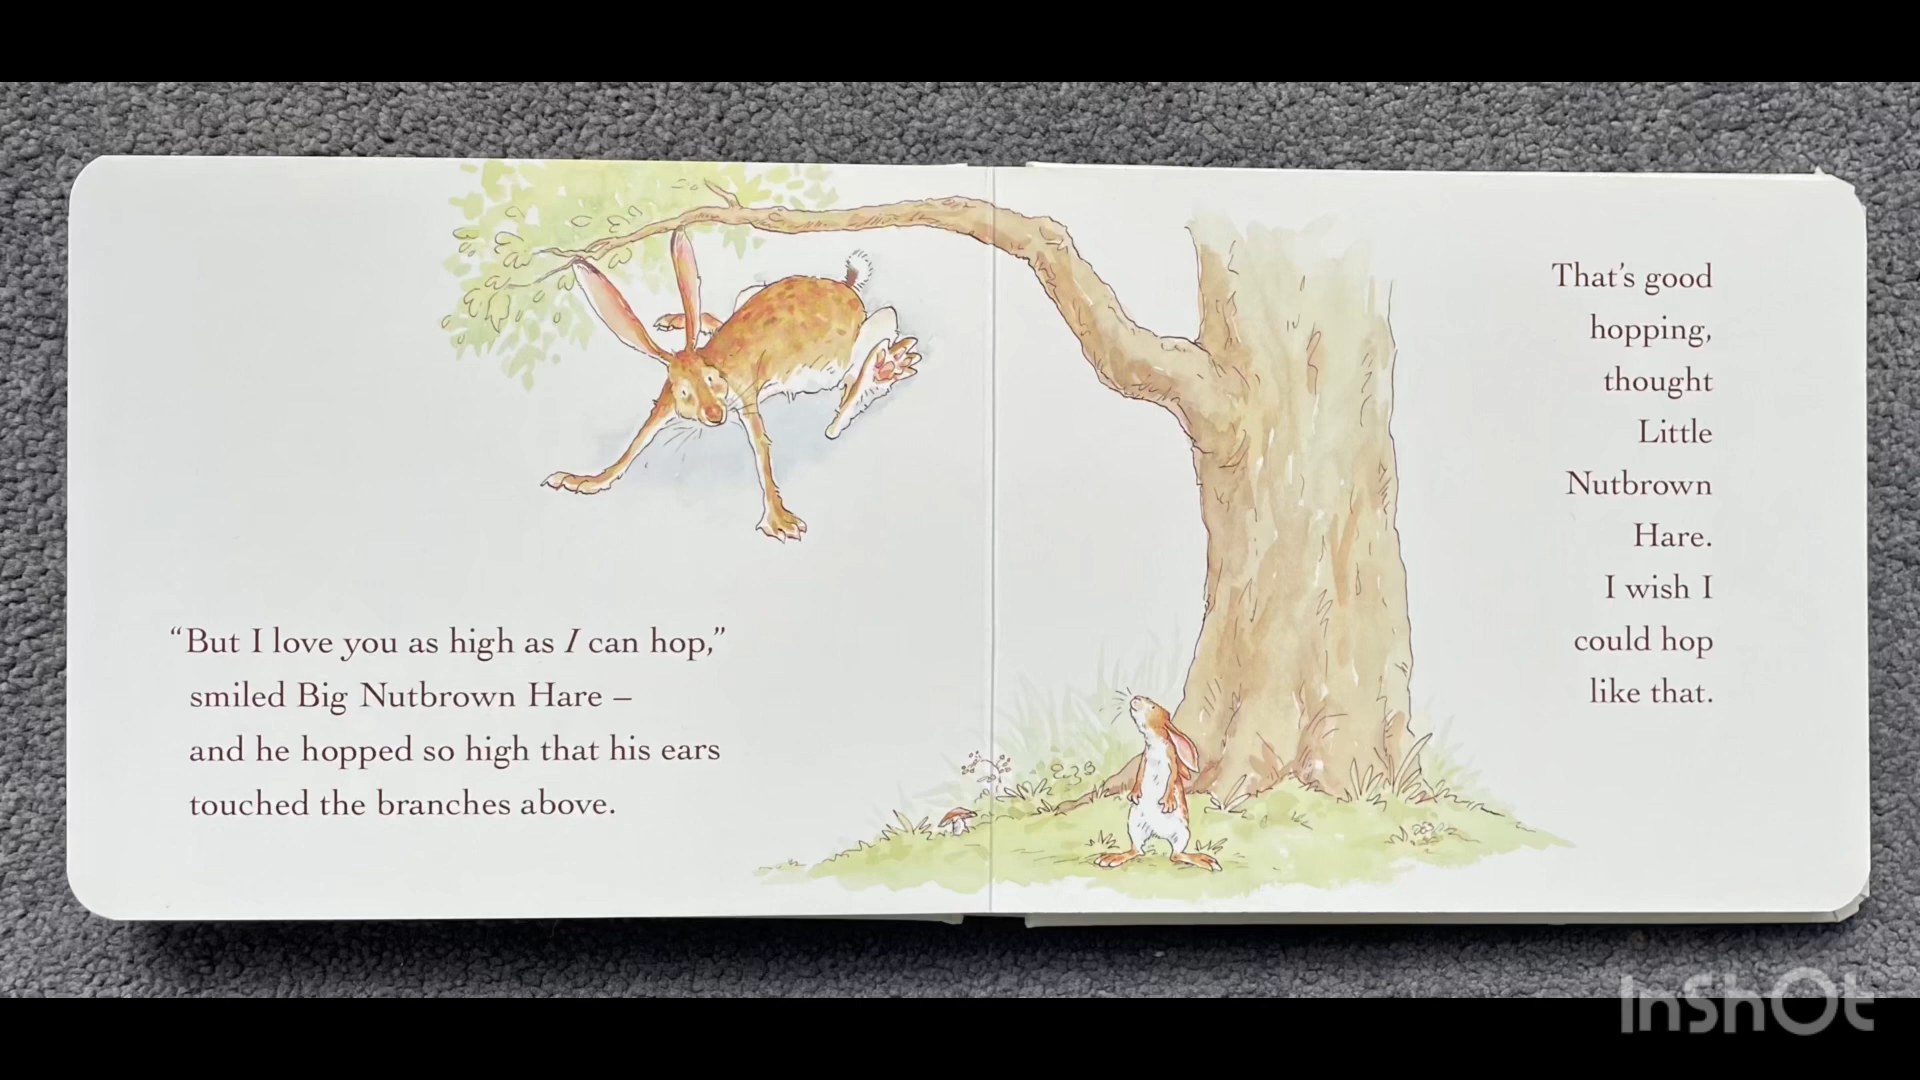 “But I love you as high as I can hop,”
smiled Big Nutbrown Hare –
and he hopped so high that his ears
touched the branches above.
That’s good
hopping,
thought
Little
Nutbrown
Hare.
I wish I
could hop
like that.
InShOt